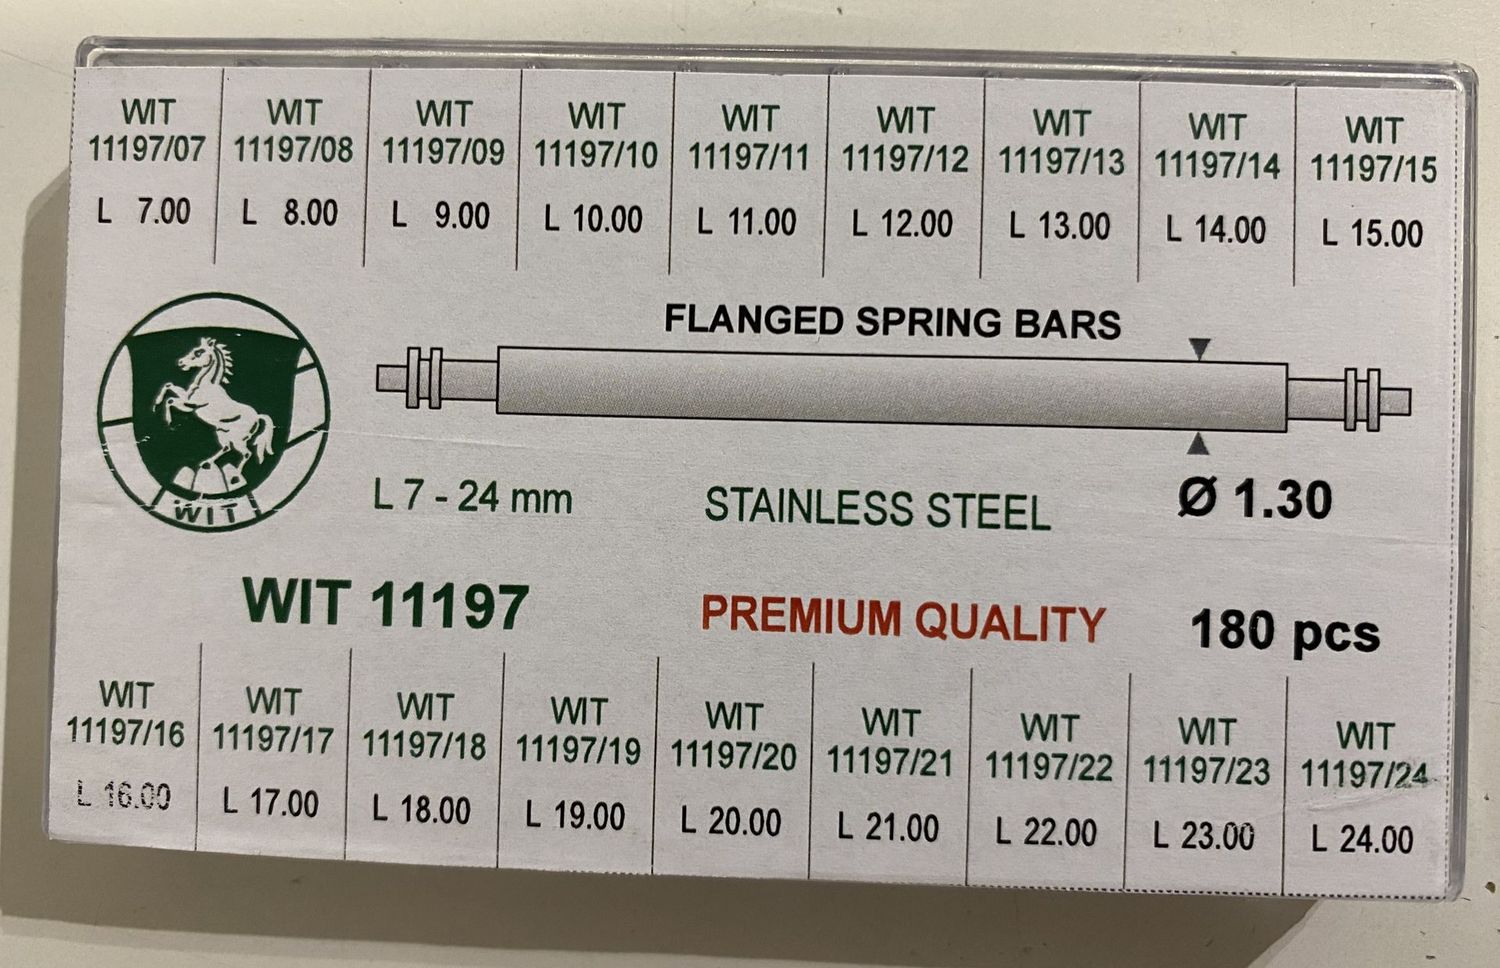 WIT WIT WIT WIT WIT WIT WIT WIT WIT
11197/07 11197/08 11197/09 11197/10 11197/11 11197/12 11197/13 11197/14 11197/15
L 7.00 L 8.00 L 9.00 L 10.00 L 11.00 L 12.00 L 13.00 L 14.00 L 15.00
FLANGED SPRING BARS
WIT
L 7 - 24 mm STAINLESS STEEL Ø 1.30
WIT 11197 PREMIUM QUALITY 180 pcs
WIT WIT WIT WIT WIT WIT WIT WIT WIT
11197/16 11197/17 11197/18 11197/19 11197/20 11197/21 11197/22 11197/23 11197/24
L 16.00 L 17.00 L 18.00 L 19.00 L 20.00 L 21.00 L 22.00 L 23.00 L 24.00